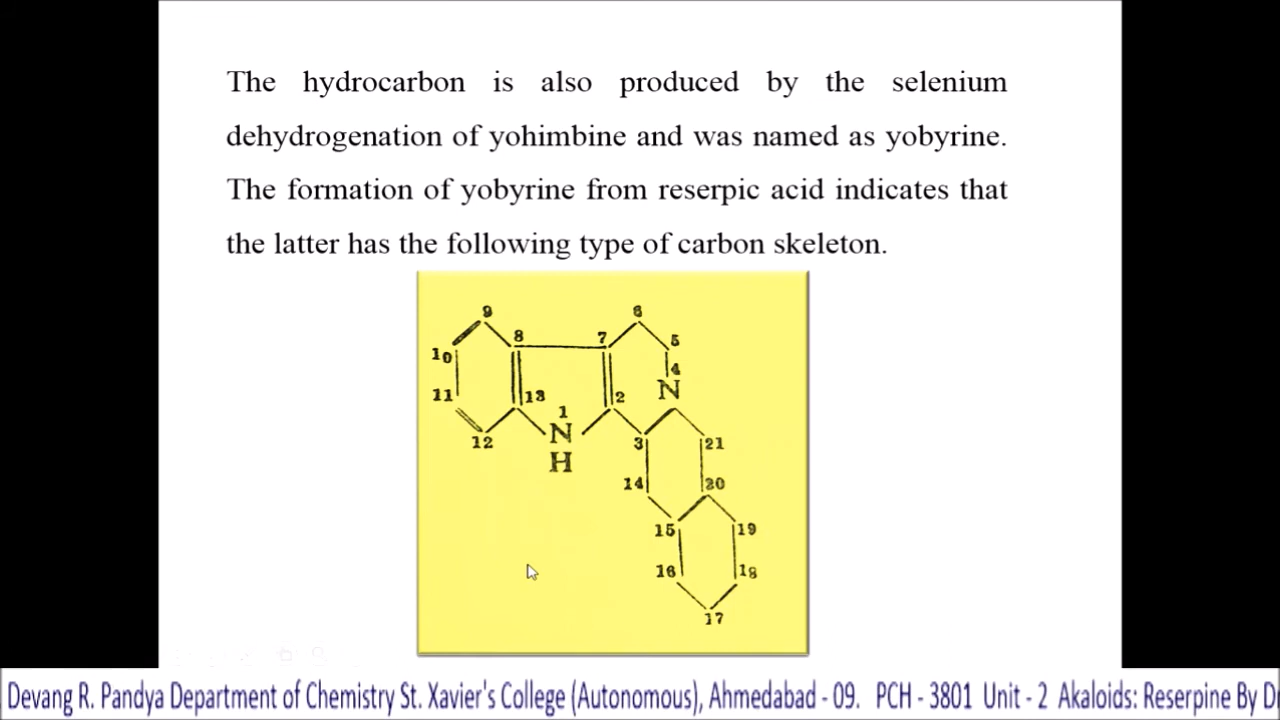 The hydrocarbon is also produced by the selenium
dehydrogenation of yohimbine and was named as yobyrine.
The formation of yobyrine from reserpic acid indicates that
the latter has the following type of carbon skeleton.
9 6
8 7 5
10 4
N
11 13 2
1
12 N 3 21
H
14 20
15 19
16 18
17
Devang R. Pandya Department of Chemistry St. Xavier's College (Autonomous), Ahmedabad - 09. PCH - 3801 Unit - 2 Akaloids: Reserpine By D